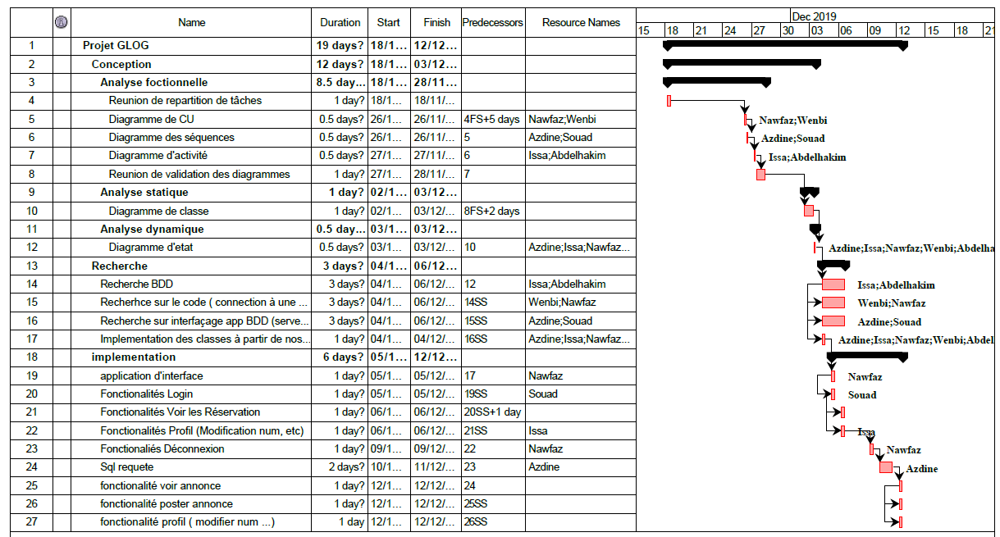 Name Duration Start Finish Predecessors Resource Names Dec 2019
15 18 21 24 27 30 03 06 09 12 15 18 21
1 Projet GLOG 19 days? 18/1... 12/12...
2 Conception 12 days? 18/1... 03/12...
3 Analyse foctionnelle 8.5 day... 18/1... 28/11...
4 Reunion de repartition de tâches 1 day? 18/1... 18/11/...
5 Diagramme de CU 0.5 days? 26/1... 26/11/... 4FS+5 days Nawfaz;Wenbi Nawfaz;Wenbi
6 Diagramme des séquences 0.5 days? 26/1... 26/11/... 5 Azdine;Souad Azdine;Souad
7 Diagramme d'activité 0.5 days? 27/1... 27/11/... 6 Issa;Abdelhakim Issa;Abdelhakim
8 Reunion de validation des diagrammes 1 day? 27/1... 28/11/... 7
9 Analyse statique 1 day? 02/1... 03/12...
10 Diagramme de classe 1 day? 02/1... 03/12/... 8FS+2 days
11 Analyse dynamique 0.5 day... 03/1... 03/12...
12 Diagramme d'etat 0.5 days? 03/1... 03/12/... 10 Azdine;Issa;Nawfaz... Azdine;Issa;Nawfaz;Wenbi;Abdelha
13 Recherche 3 days? 04/1... 06/12...
14 Recherche BDD 3 days? 04/1... 06/12/... 12 Issa;Abdelhakim Issa;Abdelhakim
15 Recherhce sur le code ( connection à une ... 3 days? 04/1... 06/12/... 14SS Wenbi;Nawfaz Wenbi;Nawfaz
16 Recherche sur interfaçage app BDD (serve... 3 days? 04/1... 06/12/... 15SS Azdine;Souad Azdine;Souad
17 Implementation des classes à partir de nos... 1 day? 04/1... 04/12/... 16SS Azdine;Issa;Nawfaz... Azdine;Issa;Nawfaz;Wenbi;Abdel
18 implementation 6 days? 05/1... 12/12...
19 application d'interface 1 day? 05/1... 05/12/... 17 Nawfaz Nawfaz
20 Fonctionalités Login 1 day? 05/1... 05/12/... 19SS Souad Souad
21 Fonctionalités Voir les Réservation 1 day? 06/1... 06/12/... 20SS+1 day
22 Fonctionalités Profil (Modification num, etc) 1 day? 06/1... 06/12/... 21SS Issa Issa
23 Fonctionaliés Déconnexion 1 day? 09/1... 09/12/... 22 Nawfaz Nawfaz
24 Sql requete 2 days? 10/1... 11/12/... 23 Azdine Azdine
25 fonctionalité voir annonce 1 day? 12/1... 12/12/... 24
26 fonctionalité poster annonce 1 day? 12/1... 12/12/... 25SS
27 fonctionalité profil ( modifier num ...) 1 day 12/1... 12/12/... 26SS